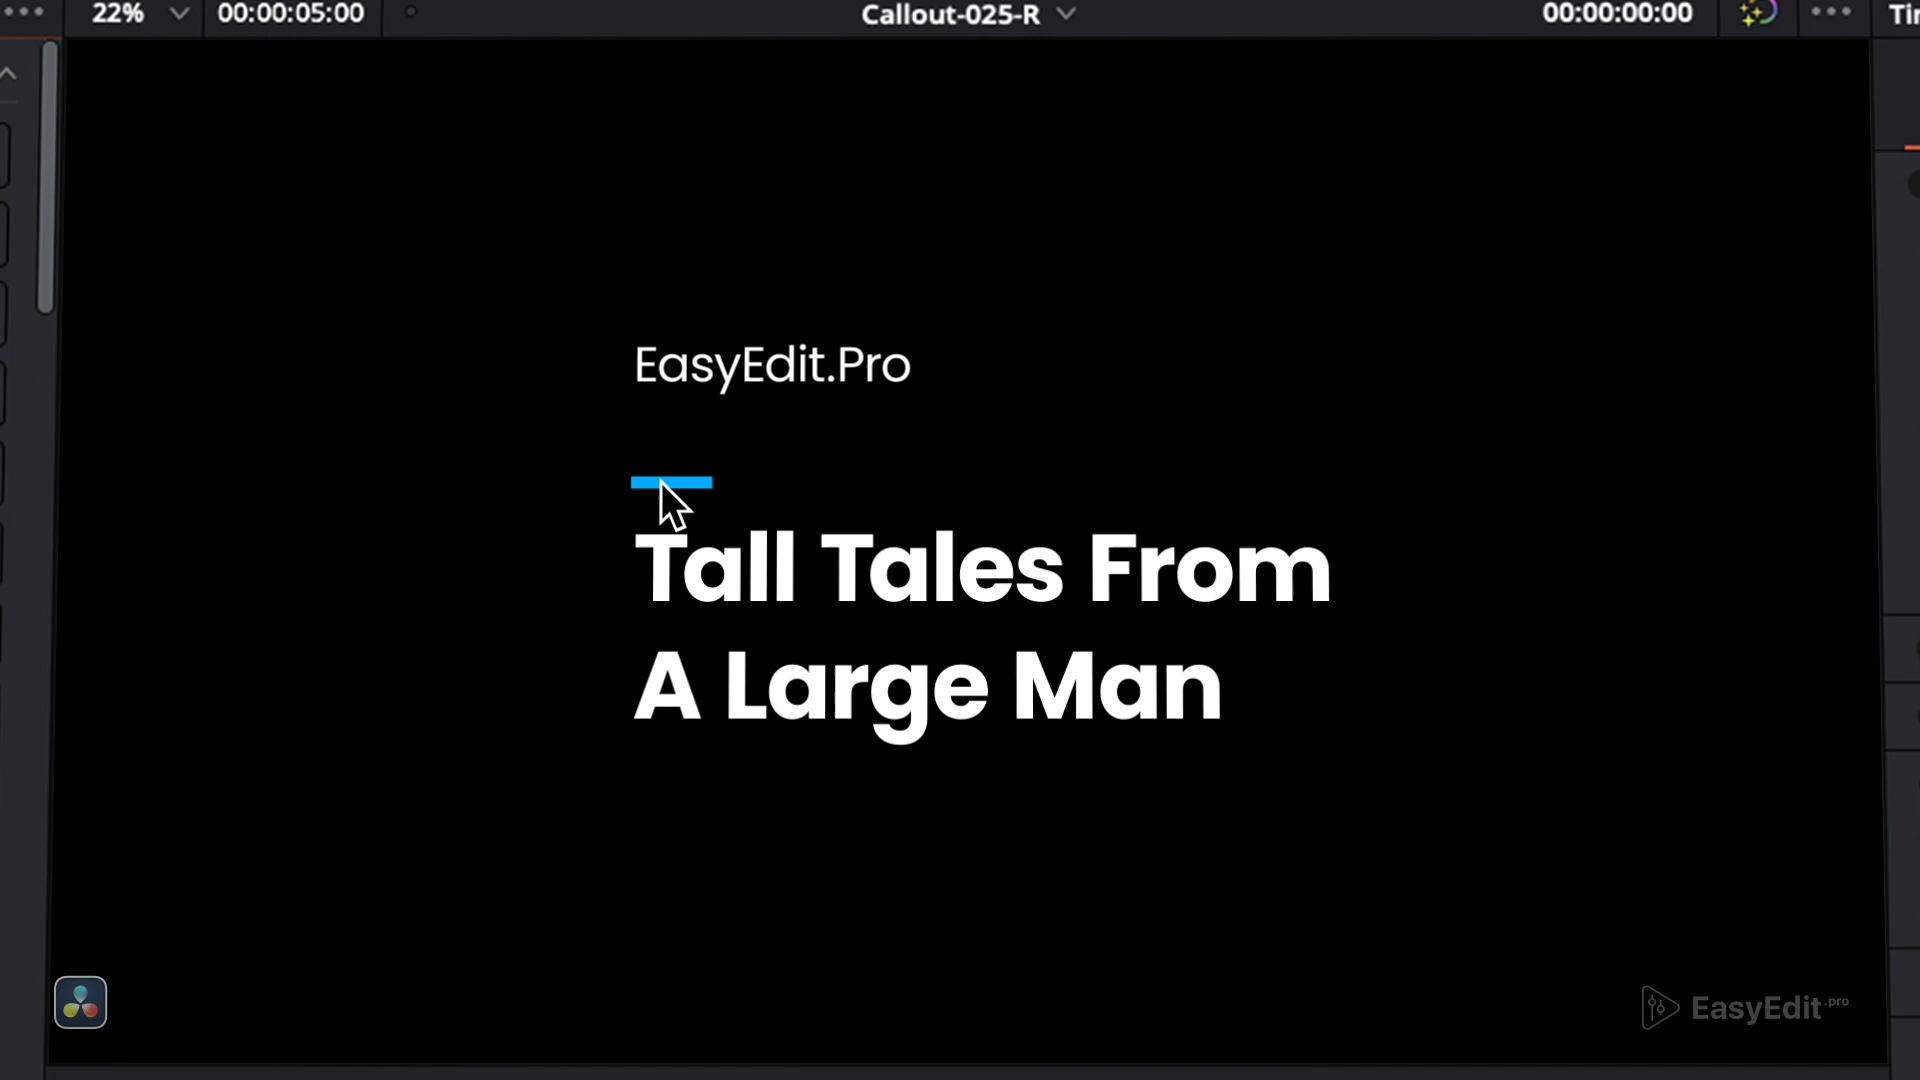 22%
00:00:05:00
Callout-025-R
00:00:00:00
EasyEdit.Pro
Tall Tales From
A Large Man
EasyEdit.pro